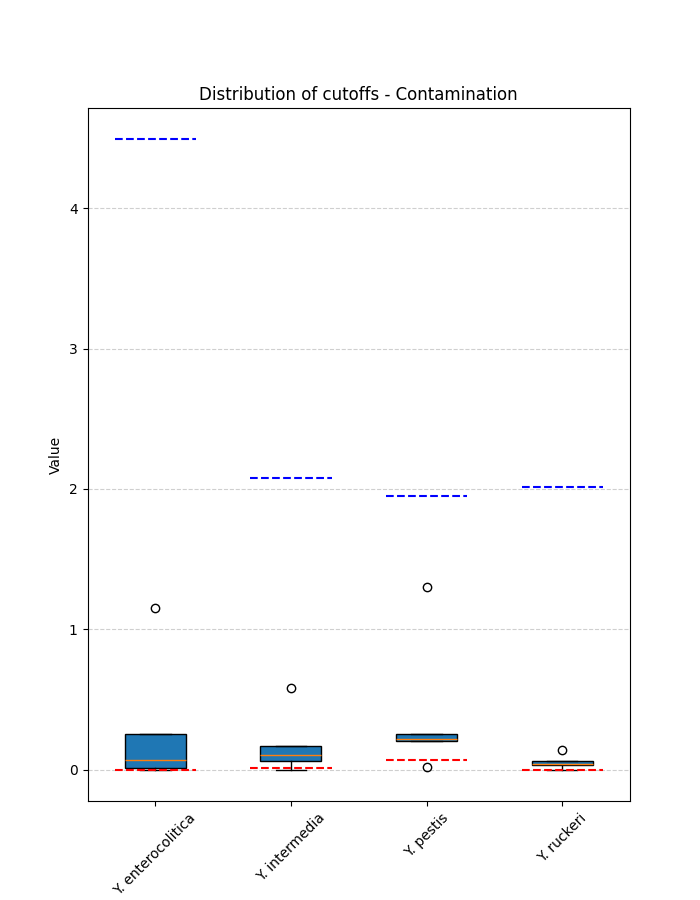 Distribution of cutoffs - Contamination
4
3
2
1
0
Value
Y. enterocolitica
Y. intermedia
Y. pestis
Y. ruckeri